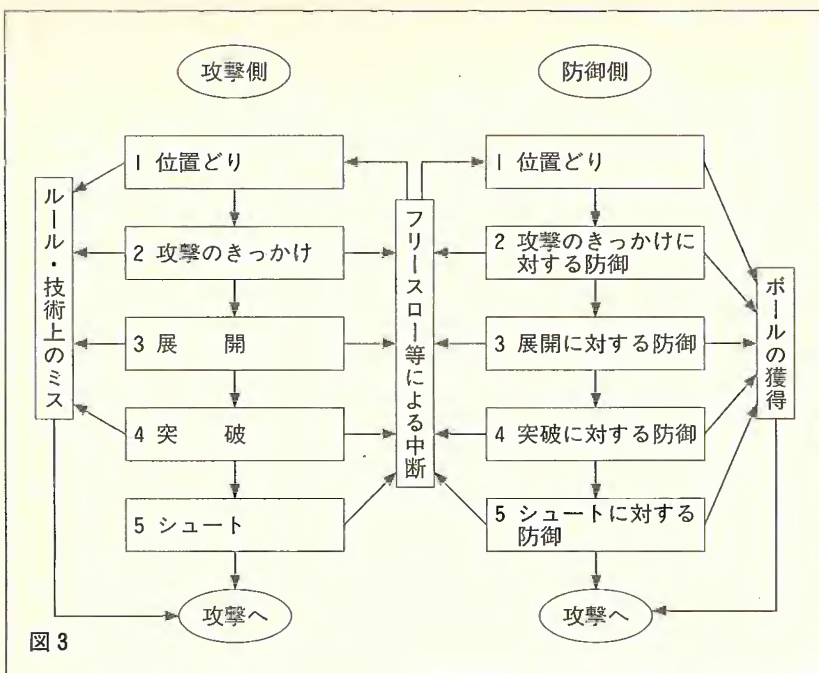 攻撃側
防御側
1 位置どり
2 攻撃のきっかけ
3 展　開
4 突　破
5 シュート
攻撃へ
ルール・技術上のミス
フリースロー等による中断
1 位置どり
2 攻撃のきっかけに
対する防御
3 展開に対する防御
4 突破に対する防御
5 シュートに対する
防御
攻撃へ
ボールの獲得
図3